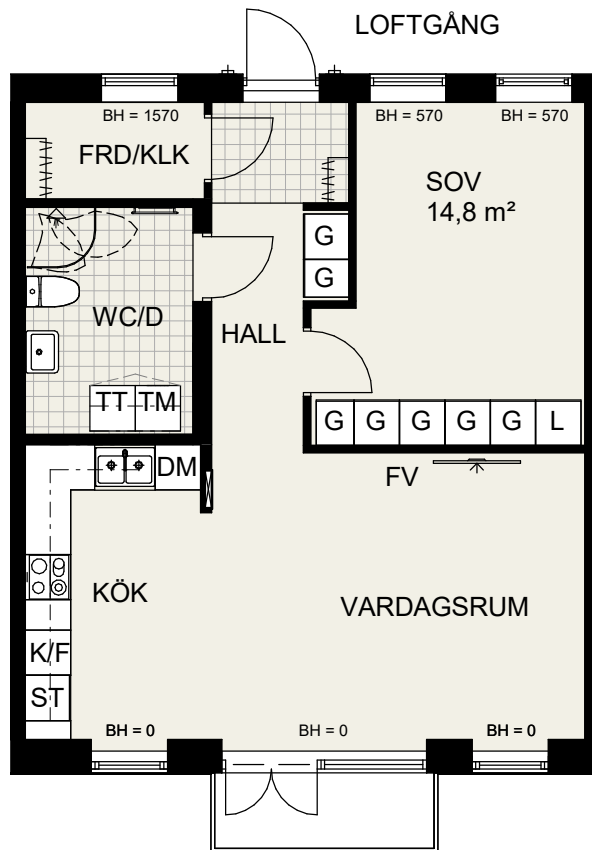 LOFTGÅNG
BH = 1570
BH = 570
BH = 570
FRD/KLK
SOV
14,8 m²
G
G
WC/D
HALL
TT
TM
G
G
G
G
G
L
DM
FV
KÖK
VARDAGSRUM
K/F
ST
BH = 0
BH = 0
BH = 0